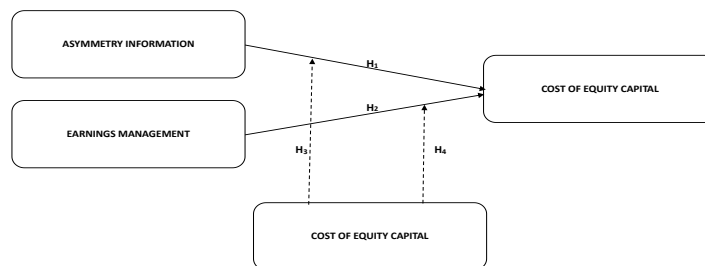 ASYMMETRY INFORMATION
H₁
COST OF EQUITY CAPITAL
H₂
EARNINGS MANAGEMENT
H₃
H₄
COST OF EQUITY CAPITAL